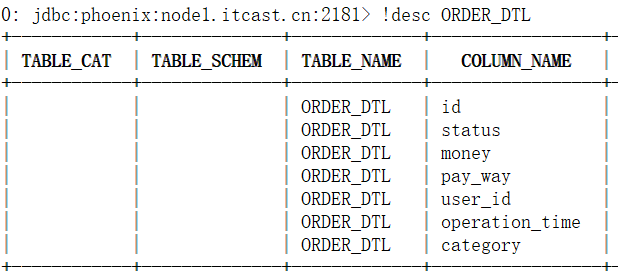 0: jdbc:phoenix:node1.itcast.cn:2181> !desc ORDER_DTL
+------------+--------------+-------------+-----------------+
| TABLE_CAT | TABLE_SCHEM | TABLE_NAME | COLUMN_NAME |
+------------+--------------+-------------+-----------------+
| | | ORDER_DTL | id |
| | | ORDER_DTL | status |
| | | ORDER_DTL | money |
| | | ORDER_DTL | pay_way |
| | | ORDER_DTL | user_id |
| | | ORDER_DTL | operation_time |
| | | ORDER_DTL | category |
+------------+--------------+-------------+-----------------+